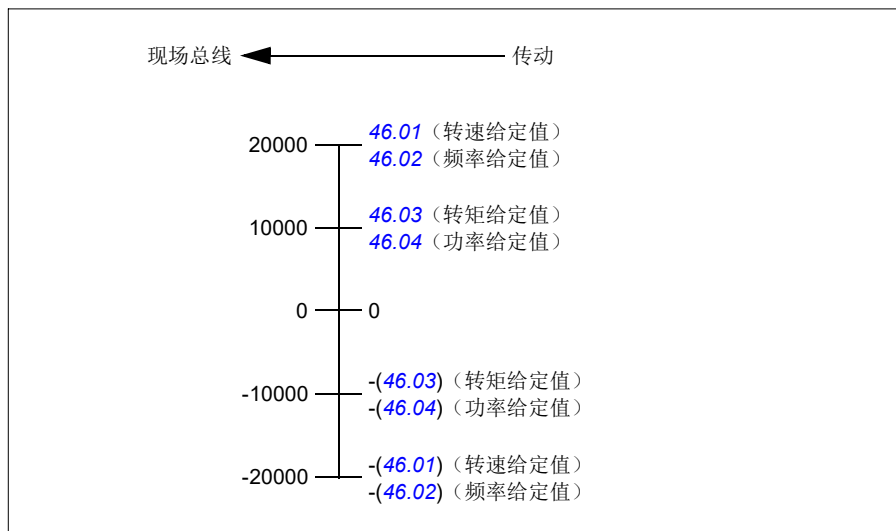 现场总线 传动
20000 46.01（转速给定值）
46.02（频率给定值）
10000 46.03（转矩给定值）
46.04（功率给定值）
0 0
-10000 -(46.03)（转矩给定值）
-(46.04)（功率给定值）
-20000 -(46.01)（转速给定值）
-(46.02)（频率给定值）